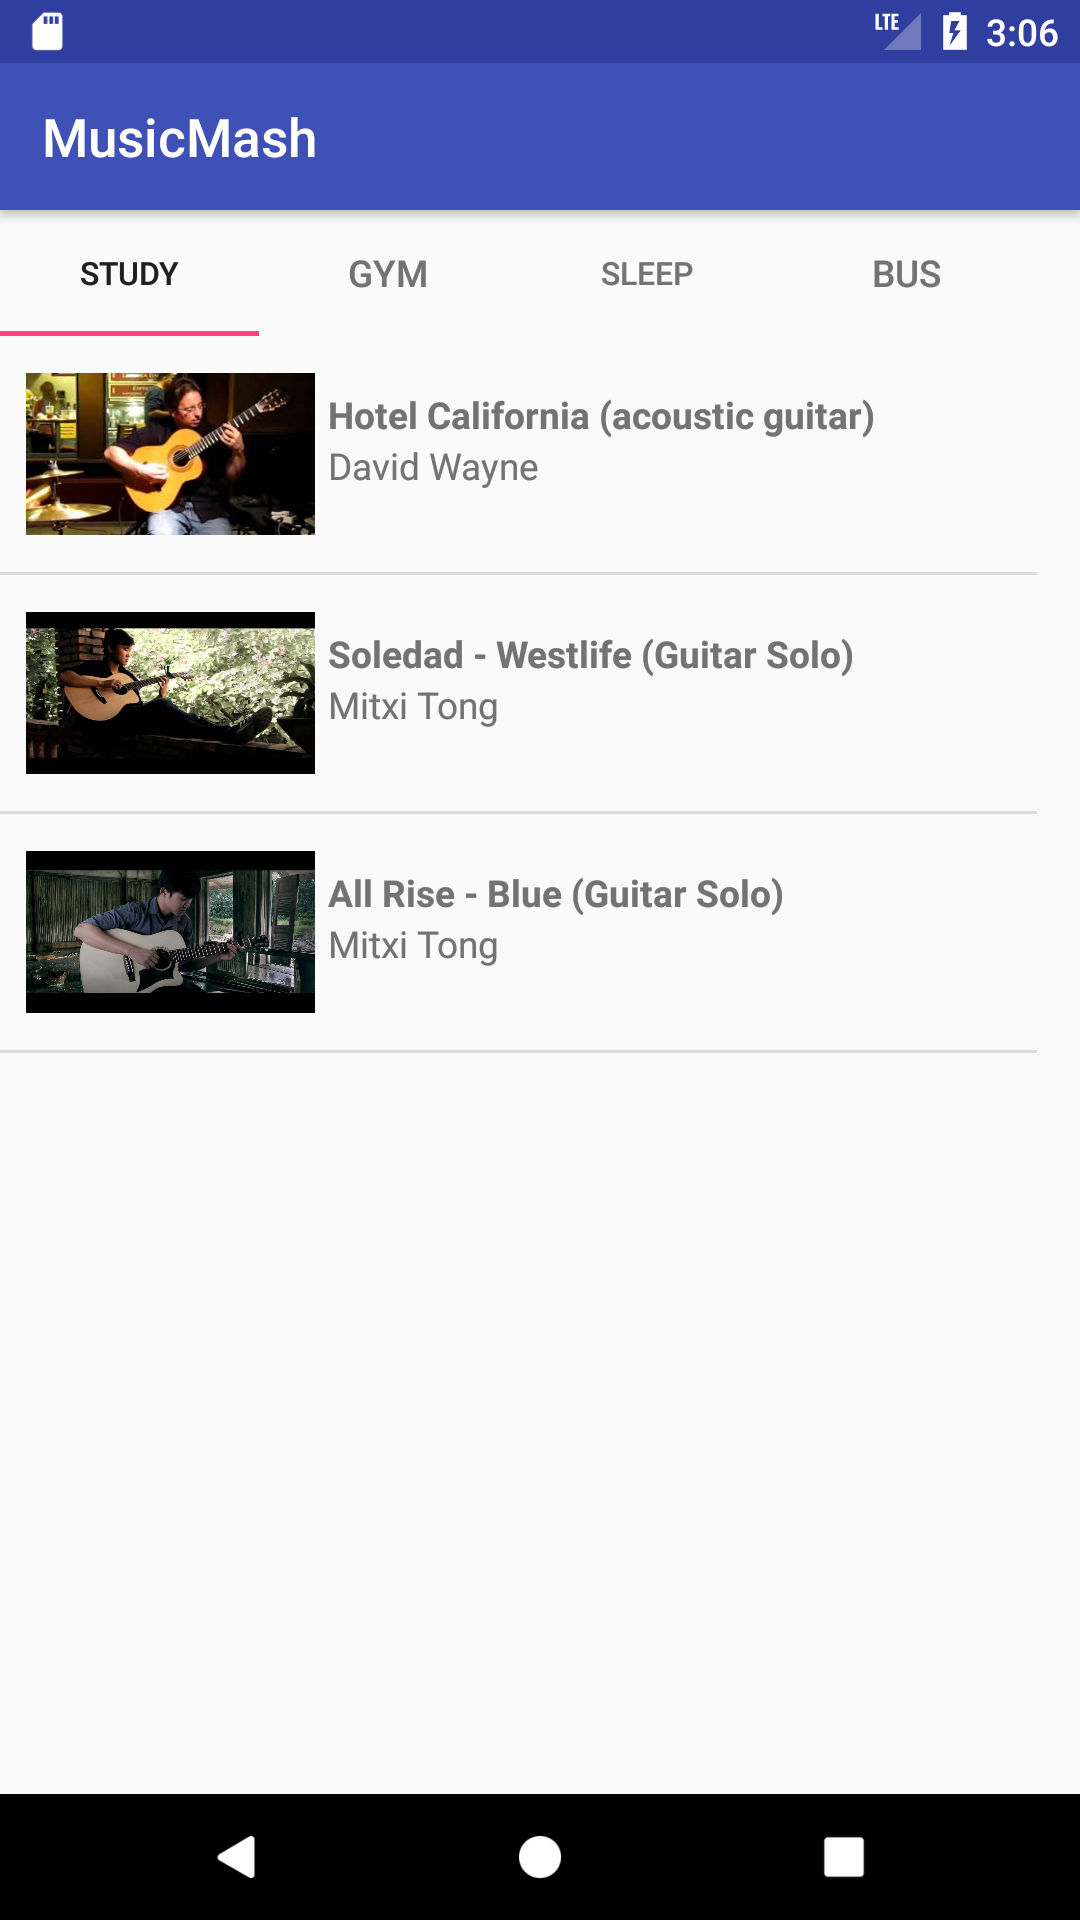 LTE 3:06
MusicMash
STUDY GYM SLEEP BUS
Hotel California (acoustic guitar)
David Wayne
Soledad - Westlife (Guitar Solo)
Mitxi Tong
All Rise - Blue (Guitar Solo)
Mitxi Tong